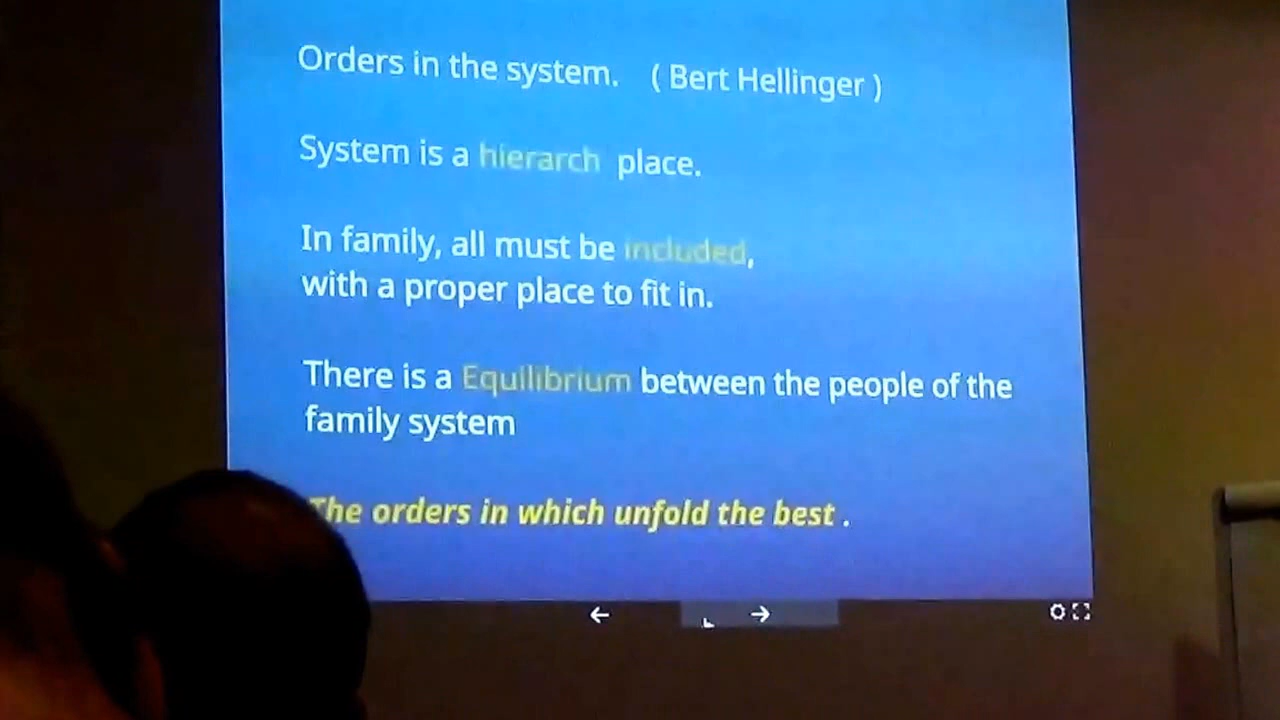 Orders in the system. ( Bert Hellinger )
System is a hierarch place.
In family, all must be included,
with a proper place to fit in.
There is a Equilibrium between the people of the
family system
The orders in which unfold the best .